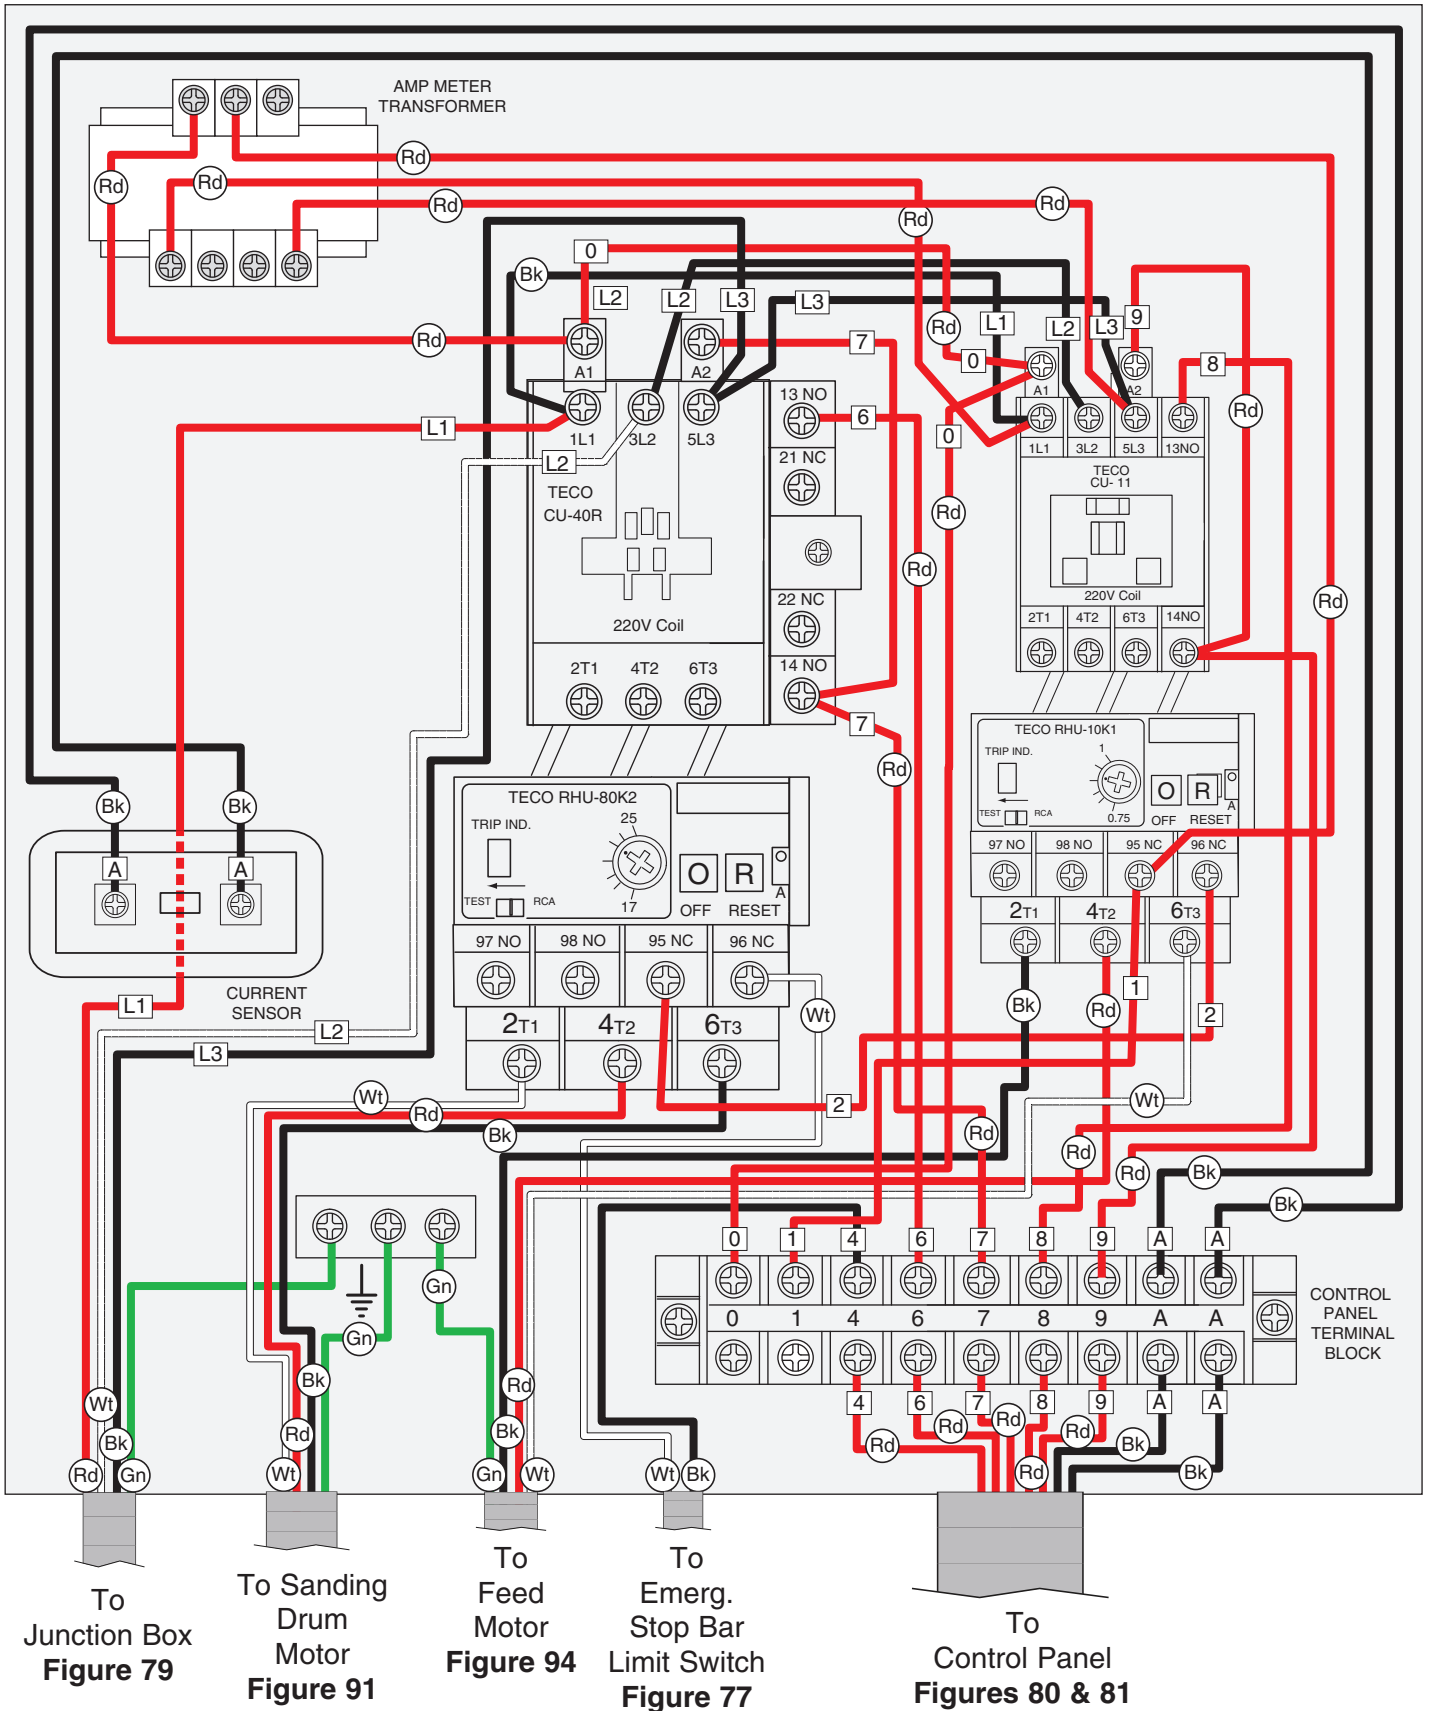 AMP METER
TRANSFORMER
Rd
Rd
Rd
Rd
Rd
Rd
0
Bk
L2
L2
L3
L3
9
L1
L2
L3
Rd
Rd
7
0
8
A1
A2
A1
A2
13 NO
6
Rd
L1
0
1L1
3L2
5L3
1L1
3L2
5L3
13NO
L2
21 NC
TECO
CU-40R
TECO
CU- 11
Rd
Rd
220V Coil
22 NC
220V Coil
Rd
2T1
4T2
6T3
14NO
2T1
4T2
6T3
14 NO
7
Rd
TECO RHU-10K1
TRIP IND.
1
0.75
TEST
RCA
O
R
A
OFF
RESET
Bk
Bk
TECO RHU-80K2
TRIP IND.
25
17
TEST
RCA
O
R
A
OFF
RESET
97 NO
98 NO
95 NC
96 NC
A
A
2T1
4T2
6T3
97 NO
98 NO
95 NC
96 NC
CURRENT
SENSOR
L1
L2
L3
Wt
Bk
Rd
1
2
2T1
4T2
6T3
Wt
Rd
Bk
2
Wt
Rd
Rd
Rd
Bk
Bk
0
1
4
6
7
8
9
A
A
Gn
Gn
0
1
4
6
7
8
9
A
A
CONTROL
PANEL
TERMINAL
BLOCK
4
6
7
8
9
A
A
Bk
Rd
Wt
Bk
Rd
Bk
Rd
Rd
Rd
Rd
Bk
Rd
Gn
Wt
Gn
Wt
Wt
Bk
Rd
Bk
To
Junction Box
Figure 79
To Sanding
Drum
Motor
Figure 91
To
Feed
Motor
Figure 94
To
Emerg.
Stop Bar
Limit Switch
Figure 77
To
Control Panel
Figures 80 & 81